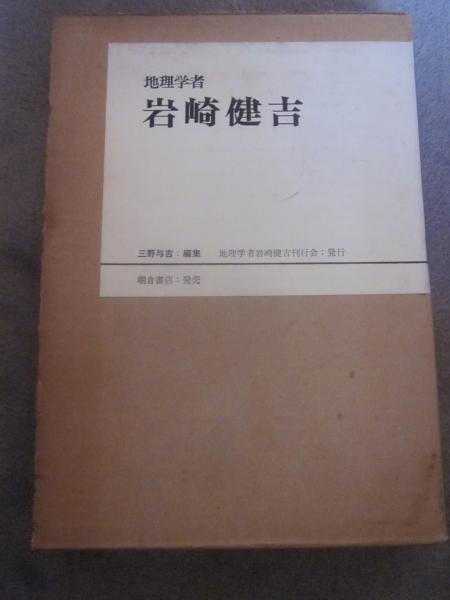 地理学者
岩崎健吉
三野与吉：編集　地理学者岩崎健吉刊行会：発行
朝倉書店：発売